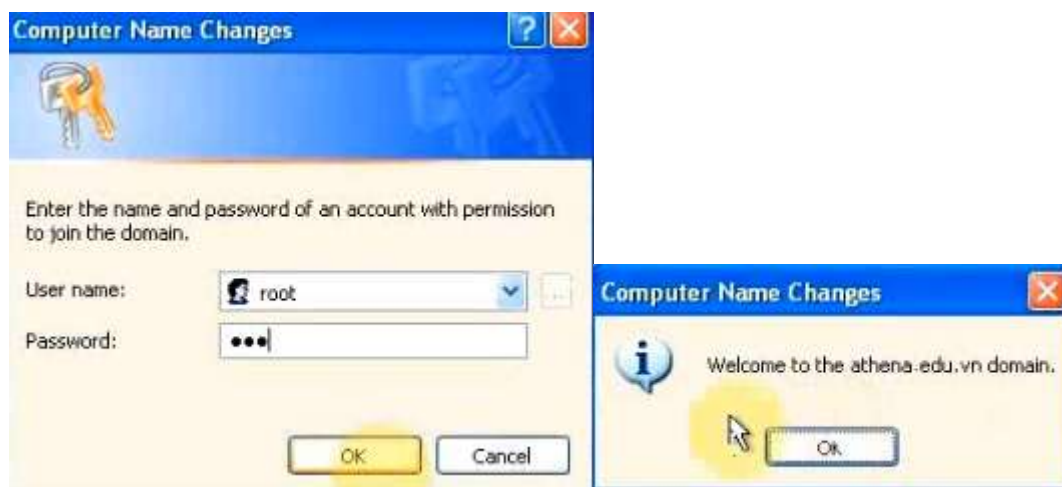 Computer Name Changes
Enter the name and password of an account with permission
to join the domain.
User name:
root
...
Password:
●●●
OK
Cancel
Computer Name Changes
Welcome to the athena.edu.vn domain.
OK